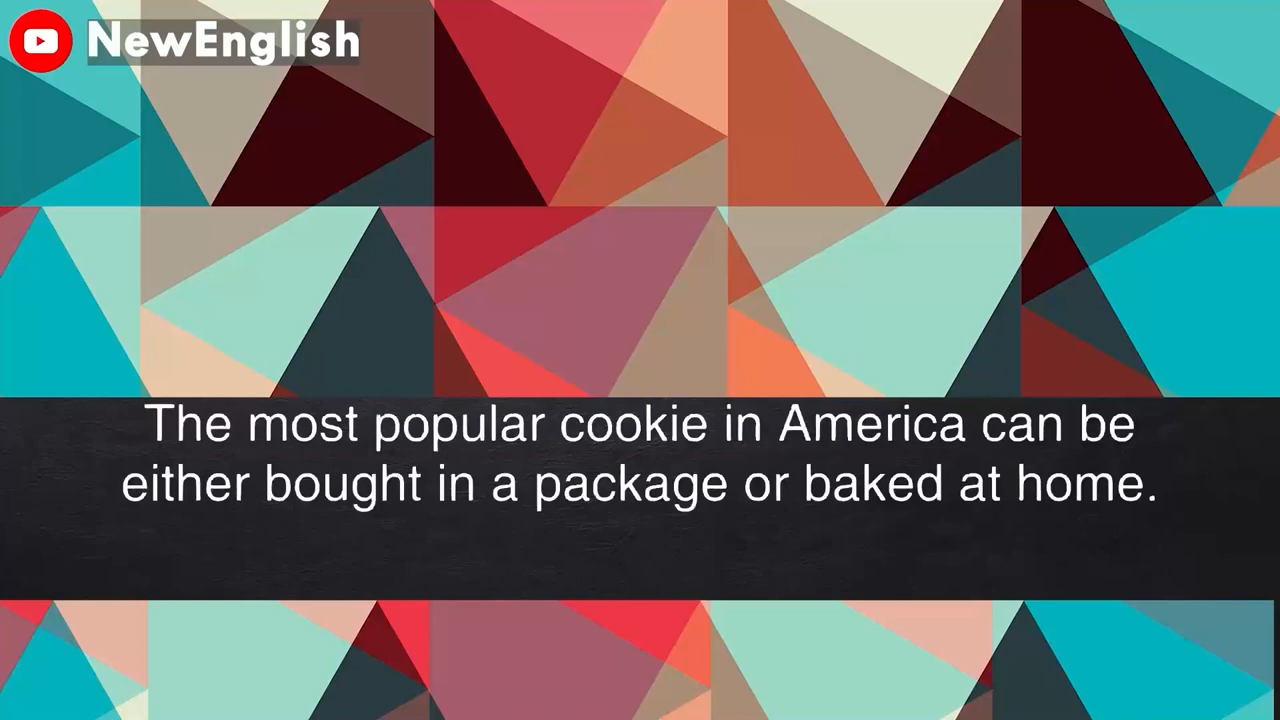 NewEnglish
The most popular cookie in America can be
either bought in a package or baked at home.